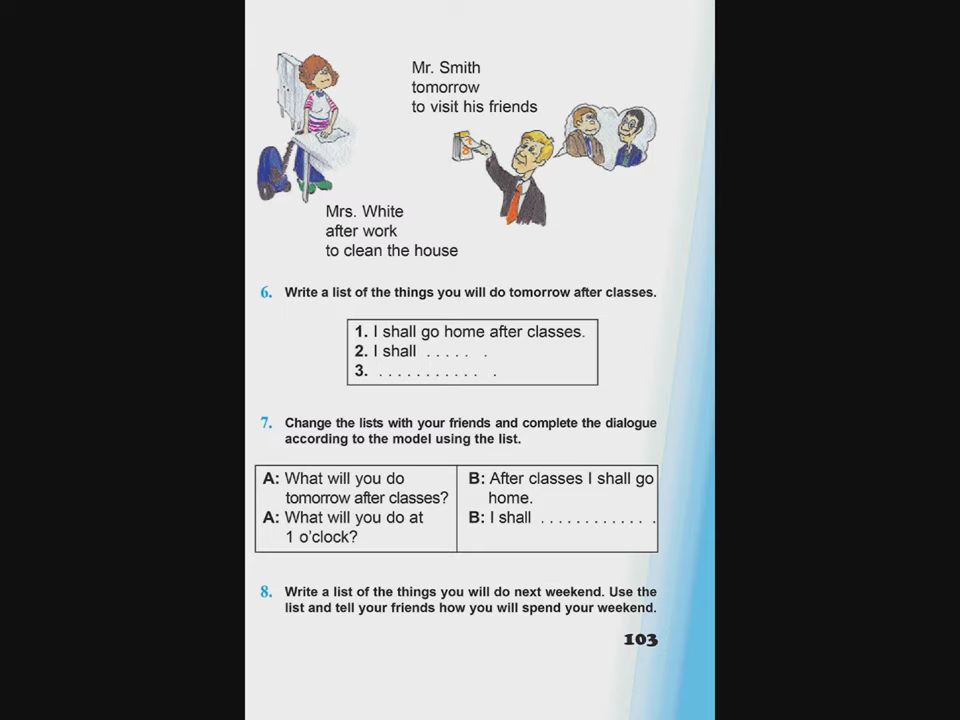 Mr. Smith
tomorrow
to visit his friends
Mrs. White
after work
to clean the house
6. Write a list of the things you will do tomorrow after classes.
1. I shall go home after classes.
2. I shall . . . . .   .
3. . . . . . . . . . . .   .
7. Change the lists with your friends and complete the dialogue
according to the model using the list.
A: What will you do
tomorrow after classes?
A: What will you do at
1 o'clock?
B: After classes I shall go
home.
B: I shall . . . . . . . . . . . . .  .
8. Write a list of the things you will do next weekend. Use the
list and tell your friends how you will spend your weekend.
103